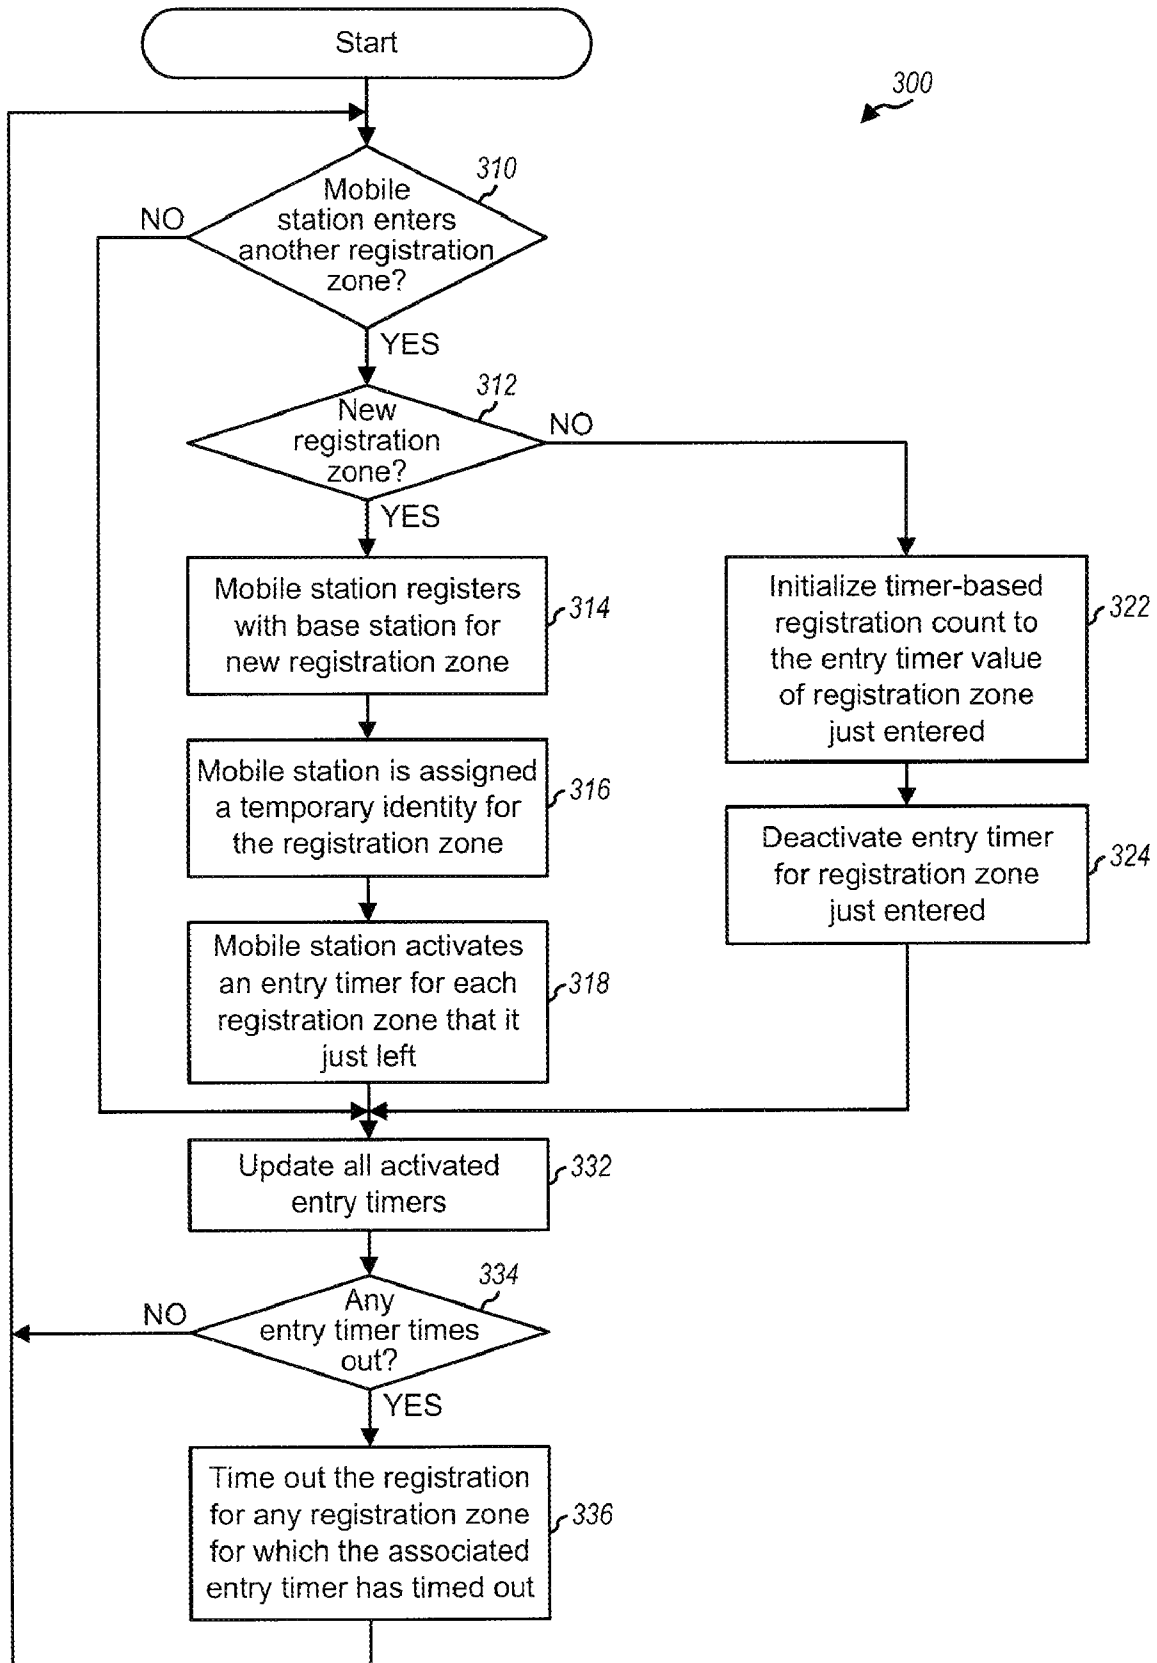 Start
300
310
Mobile
station enters
another registration
zone?
NO
YES
312
New
registration
zone?
NO
YES
Mobile station registers
with base station for
new registration zone
314
Initialize timer-based
registration count to
the entry timer value
of registration zone
just entered
322
Mobile station is assigned
a temporary identity for
the registration zone
316
Deactivate entry timer
for registration zone
just entered
324
Mobile station activates
an entry timer for each
registration zone that it
just left
318
Update all activated
entry timers
332
334
Any
entry timer times
out?
NO
YES
Time out the registration
for any registration zone
for which the associated
entry timer has timed out
336